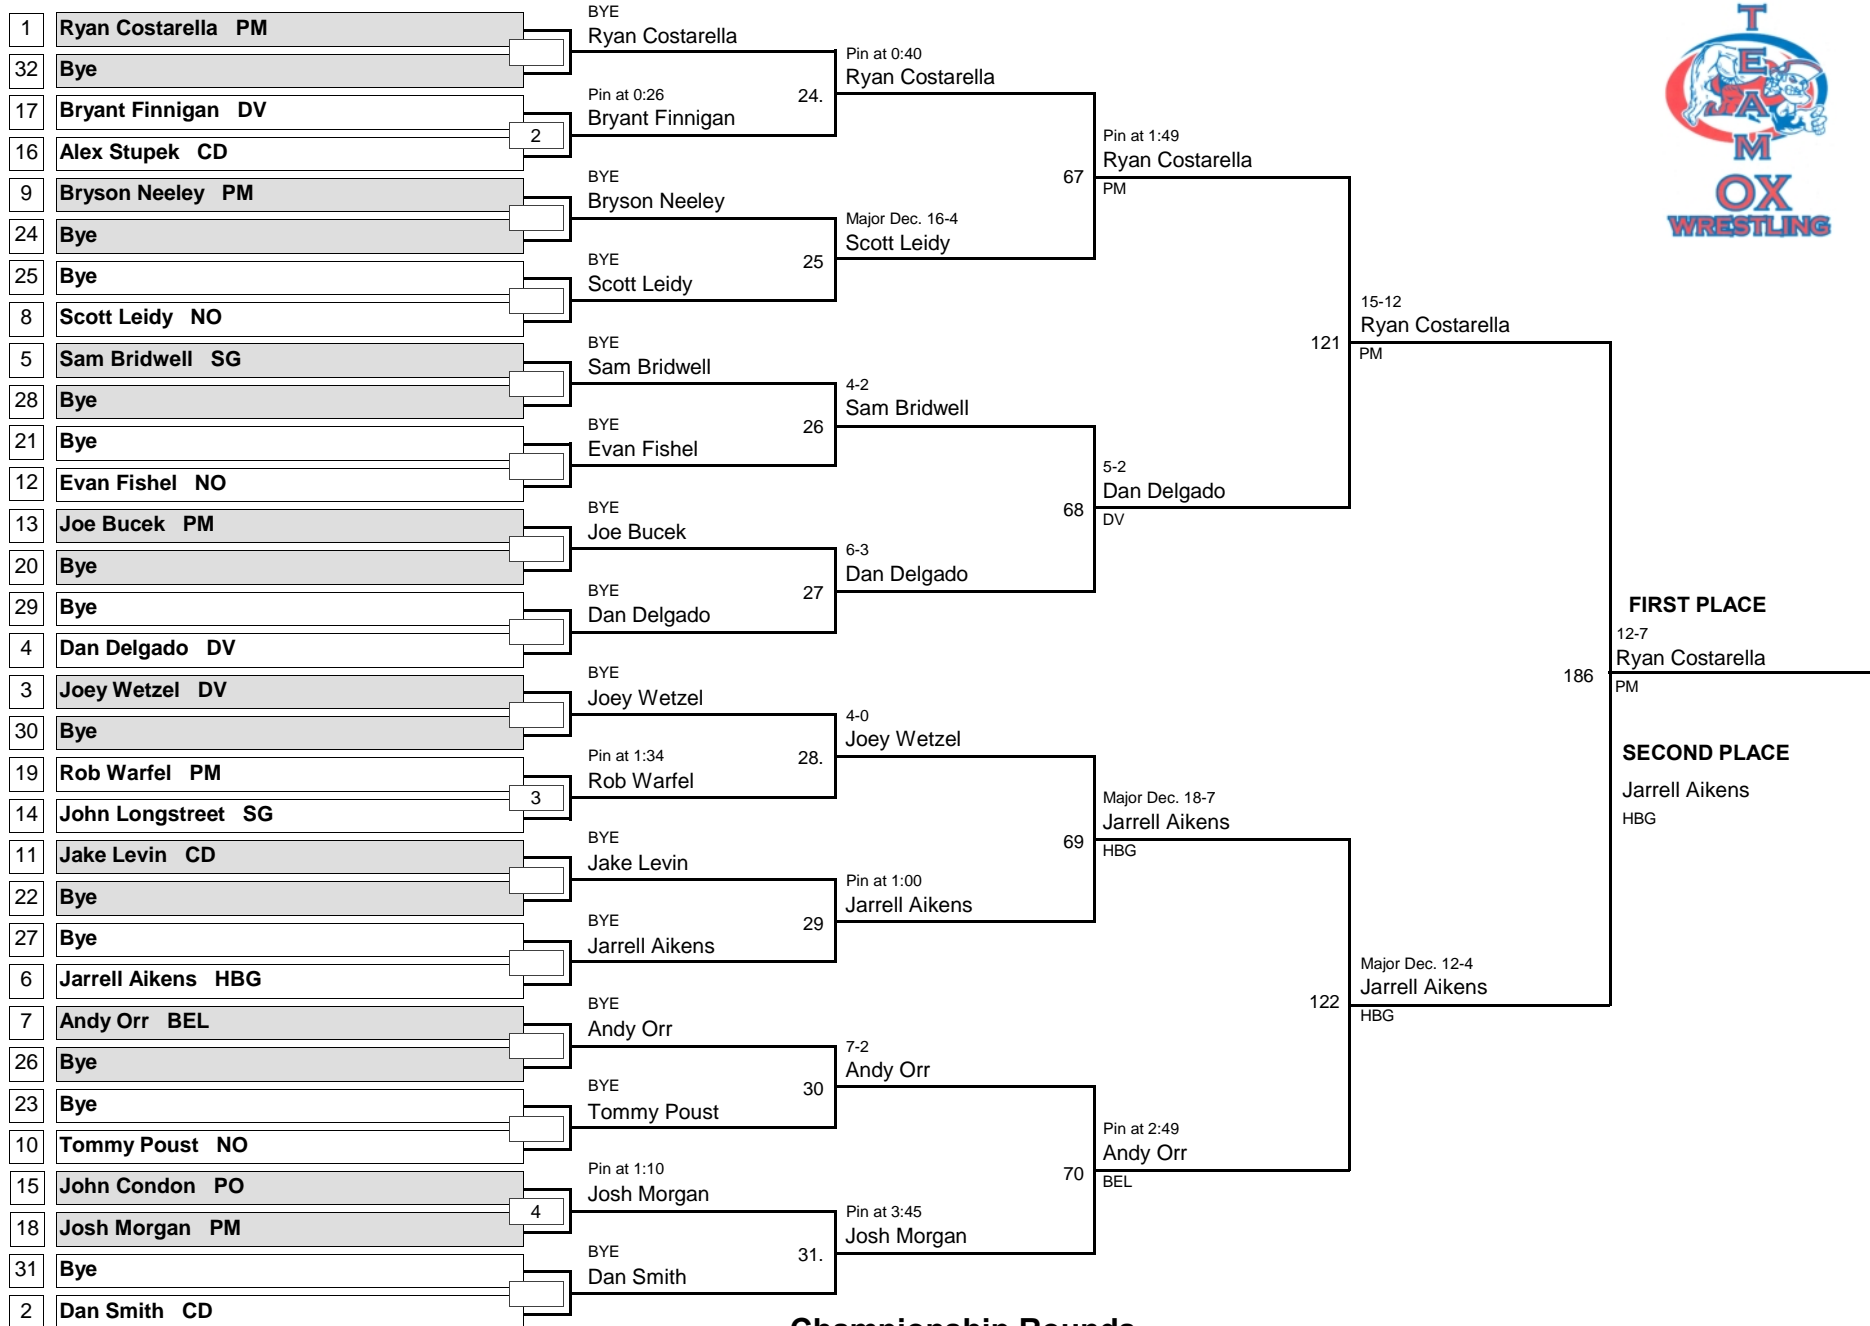 1 Ryan Costarella PM
32 Bye
17 Bryant Finnigan DV
2
16 Alex Stupek CD
9 Bryson Neeley PM
24 Bye
25 Bye
8 Scott Leidy NO
5 Sam Bridwell SG
28 Bye
21 Bye
12 Evan Fishel NO
13 Joe Bucek PM
20 Bye
29 Bye
4 Dan Delgado DV
3 Joey Wetzel DV
30 Bye
19 Rob Warfel PM
3
14 John Longstreet SG
11 Jake Levin CD
22 Bye
27 Bye
6 Jarrell Aikens HBG
7 Andy Orr BEL
26 Bye
23 Bye
10 Tommy Poust NO
15 John Condon PO
4
18 Josh Morgan PM
31 Bye
2 Dan Smith CD
BYE
Ryan Costarella
Pin at 0:26
24.
Bryant Finnigan
BYE
Bryson Neeley
BYE
25
Scott Leidy
BYE
Sam Bridwell
BYE
26
Evan Fishel
BYE
Joe Bucek
BYE
27
Dan Delgado
BYE
Joey Wetzel
Pin at 1:34
28.
Rob Warfel
BYE
Jake Levin
BYE
29
Jarrell Aikens
BYE
Andy Orr
BYE
30
Tommy Poust
Pin at 1:10
Josh Morgan
BYE
31.
Dan Smith
Pin at 0:40
Ryan Costarella
67
Major Dec. 16-4
Scott Leidy
4-2
Sam Bridwell
68
6-3
Dan Delgado
4-0
Joey Wetzel
69
Pin at 1:00
Jarrell Aikens
7-2
Andy Orr
70
Pin at 3:45
Josh Morgan
Pin at 1:49
Ryan Costarella
PM
121
5-2
Dan Delgado
DV
Major Dec. 18-7
Jarrell Aikens
HBG
122
Pin at 2:49
Andy Orr
BEL
15-12
Ryan Costarella
PM
186
Major Dec. 12-4
Jarrell Aikens
HBG
FIRST PLACE
12-7
Ryan Costarella
PM
SECOND PLACE
Jarrell Aikens
HBG
TEAM
OX
WRESTLING
Championship Rounds